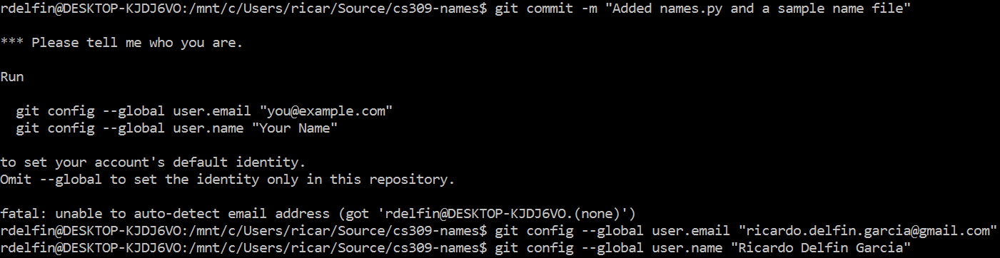 rdelfin@DESKTOP-KJDJ6VO:/mnt/c/Users/ricar/Source/cs309-names$ git commit -m "Added names.py and a sample name file"
*** Please tell me who you are.
Run
git config --global user.email "you@example.com"
git config --global user.name "Your Name"
to set your account's default identity.
Omit --global to set the identity only in this repository.
fatal: unable to auto-detect email address (got 'rdelfin@DESKTOP-KJDJ6VO.(none)')
rdelfin@DESKTOP-KJDJ6VO:/mnt/c/Users/ricar/Source/cs309-names$ git config --global user.email "ricardo.delfin.garcia@gmail.com"
rdelfin@DESKTOP-KJDJ6VO:/mnt/c/Users/ricar/Source/cs309-names$ git config --global user.name "Ricardo Delfin Garcia"